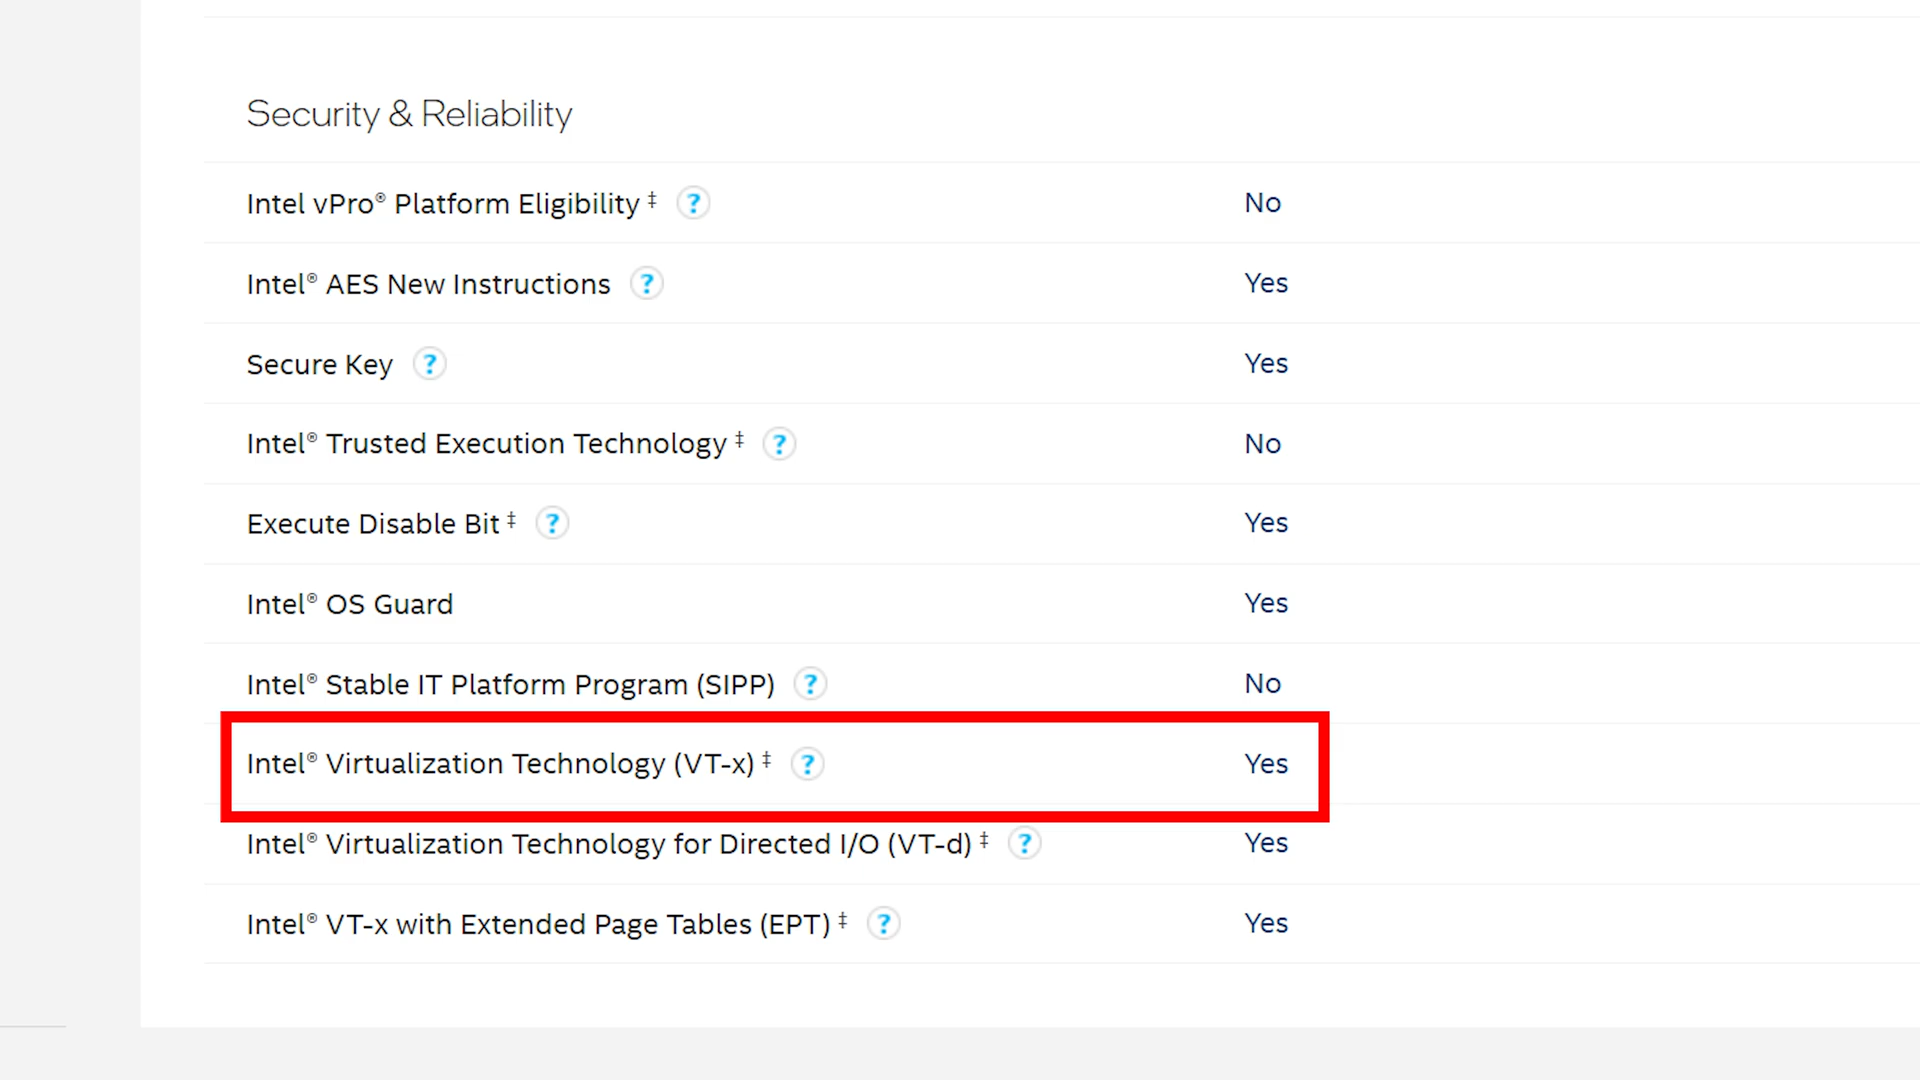 Security & Reliability
Intel vPro® Platform Eligibility ‡ ? No
Intel® AES New Instructions ? Yes
Secure Key ? Yes
Intel® Trusted Execution Technology ‡ ? No
Execute Disable Bit ‡ ? Yes
Intel® OS Guard Yes
Intel® Stable IT Platform Program (SIPP) ? No
Intel® Virtualization Technology (VT-x) ‡ ? Yes
Intel® Virtualization Technology for Directed I/O (VT-d) ‡ ? Yes
Intel® VT-x with Extended Page Tables (EPT) ‡ ? Yes